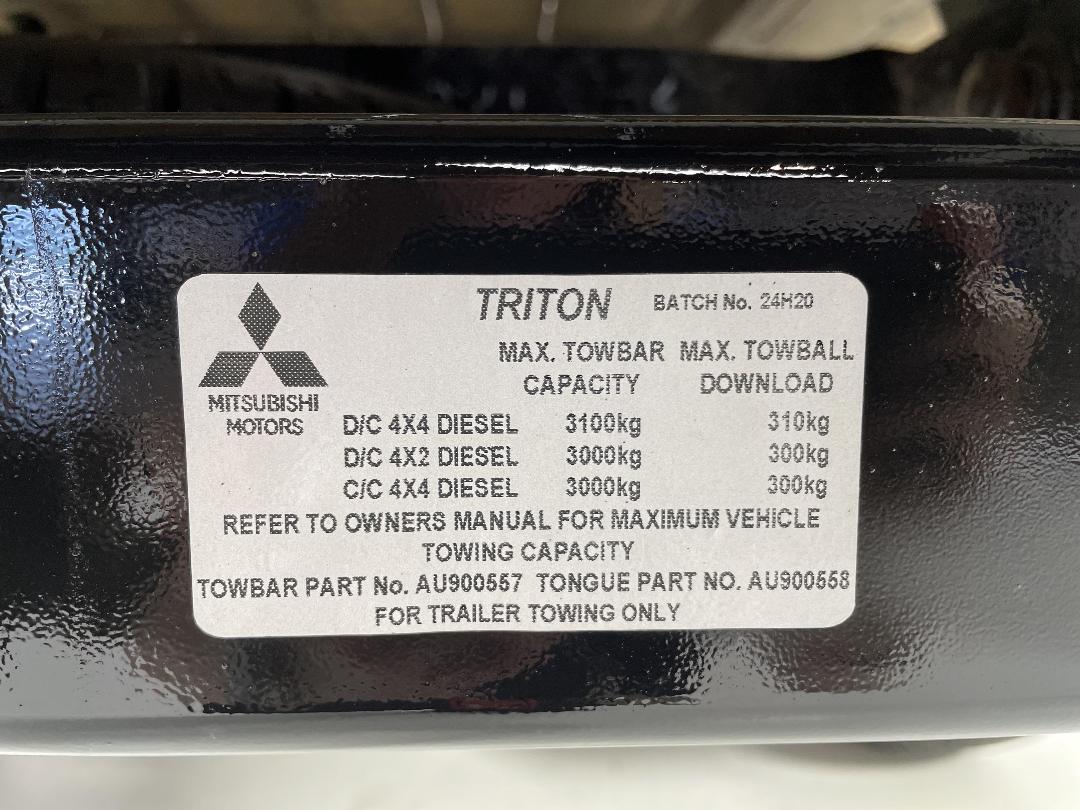 TRITON BATCH No. 24H20
MAX. TOWBAR MAX. TOWBALL
CAPACITY DOWNLOAD
MITSUBISHI
MOTORS
D/C 4X4 DIESEL 3100kg 310kg
D/C 4X2 DIESEL 3000kg 300kg
C/C 4X4 DIESEL 3000kg 300kg
REFER TO OWNERS MANUAL FOR MAXIMUM VEHICLE
TOWING CAPACITY
TOWBAR PART No. AU900557 TONGUE PART NO. AU900558
FOR TRAILER TOWING ONLY